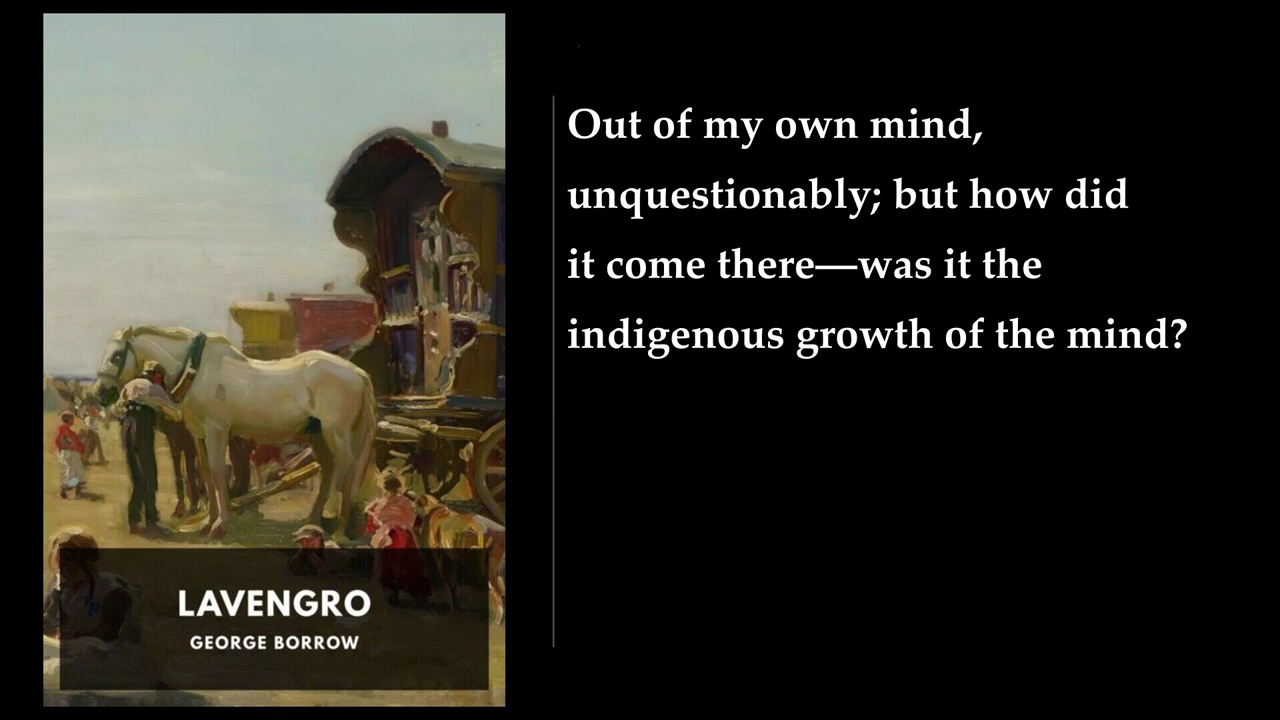 LAVENGRO
GEORGE BORROW
Out of my own mind,
unquestionably; but how did
it come there—was it the
indigenous growth of the mind?